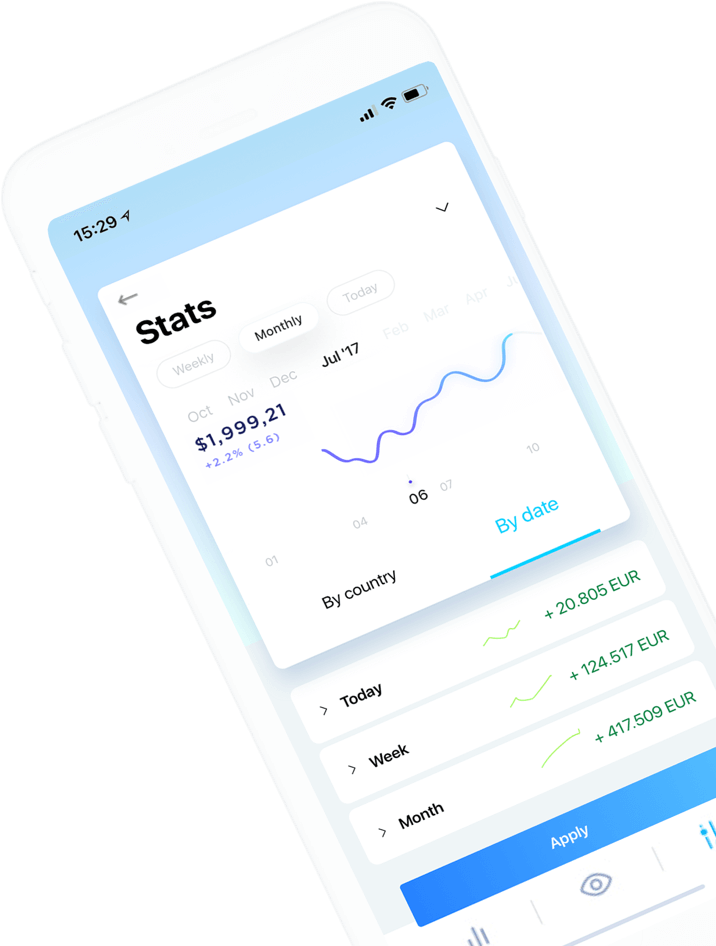 15:29
Stats
Weekly Monthly Today
Oct Nov Dec Jul '17 Feb Mar Apr
$1,999,21
+2.2% (5.6)
01 04 06 07 10
By country By date
Today + 20.805 EUR
Week + 124.517 EUR
Month + 417.509 EUR
Apply